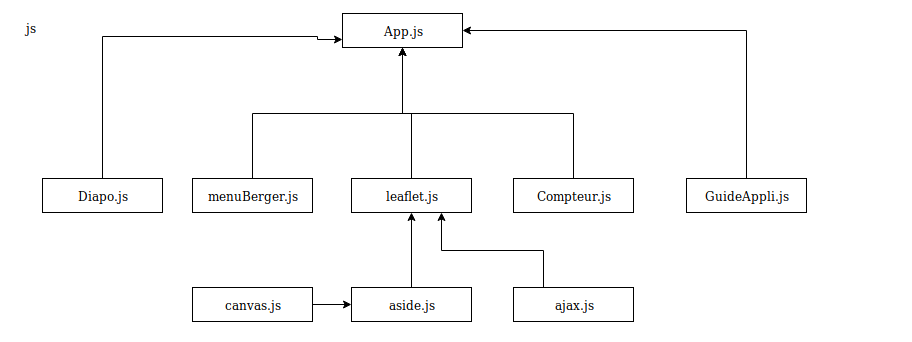 js
App.js
Diapo.js
menuBerger.js
leaflet.js
Compteur.js
GuideAppli.js
canvas.js
aside.js
ajax.js